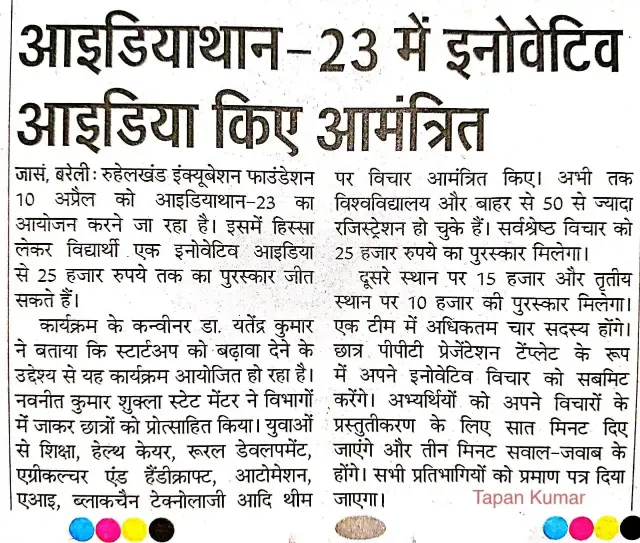 आइडियाथान-23 में इनोवेटिव
आइडिया किए आमंत्रित
जासं, बरेली: रुहेलखंड इंक्यूबेशन फाउंडेशन
10 अप्रैल को आइडियाथान-23 का
आयोजन करने जा रहा है। इसमें हिस्सा
लेकर विद्यार्थी एक इनोवेटिव आइडिया
से 25 हजार रुपये तक का पुरस्कार जीत
सकते हैं।
कार्यक्रम के कन्वीनर डा. यतेंद्र कुमार
ने बताया कि स्टार्टअप को बढ़ावा देने के
उद्देश्य से यह कार्यक्रम आयोजित हो रहा है।
नवनीत कुमार शुक्ला स्टेट मेंटर ने विभागों
में जाकर छात्रों को प्रोत्साहित किया। युवाओं
से शिक्षा, हेल्थ केयर, रूरल डेवलपमेंट,
एग्रीकल्चर एंड हैंडीक्राफ्ट, आटोमेशन,
एआइ, ब्लाकचैन टेक्नोलाजी आदि थीम
पर विचार आमंत्रित किए। अभी तक
विश्वविद्यालय और बाहर से 50 से ज्यादा
रजिस्ट्रेशन हो चुके हैं। सर्वश्रेष्ठ विचार को
25 हजार रुपये का पुरस्कार मिलेगा।
दूसरे स्थान पर 15 हजार और तृतीय
स्थान पर 10 हजार की पुरस्कार मिलेगा।
एक टीम में अधिकतम चार सदस्य होंगे।
छात्र पीपीटी प्रेजेंटेशन टेंप्लेट के रूप
में अपने इनोवेटिव विचार को सबमिट
करेंगे। अभ्यर्थियों को अपने विचारों के
प्रस्तुतीकरण के लिए सात मिनट दिए
जाएंगे और तीन मिनट सवाल-जवाब के
होंगे। सभी प्रतिभागियों को प्रमाण पत्र दिया
जाएगा।
Tapan Kumar